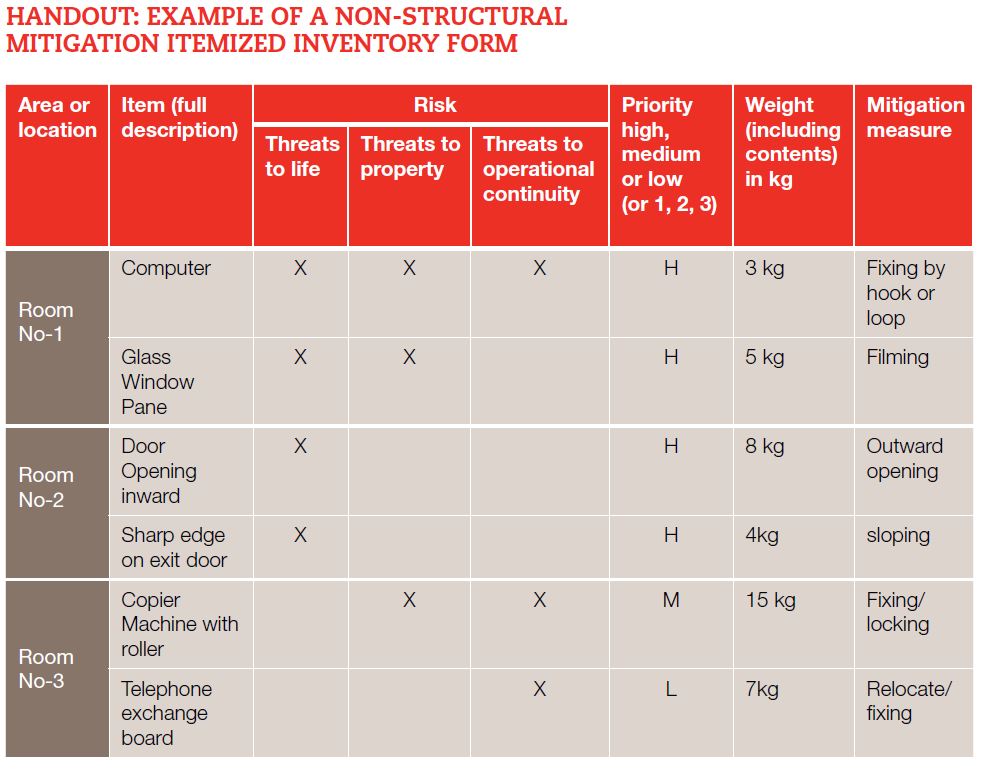 HANDOUT: EXAMPLE OF A NON-STRUCTURAL
MITIGATION ITEMIZED INVENTORY FORM
Area or
location
Item (full
description)
Risk
Threats
to life
Threats to
property
Threats to
operational
continuity
Priority
high,
medium
or low
(or 1, 2, 3)
Weight
(including
contents)
in kg
Mitigation
measure
Room
No-1
Computer
X
X
X
H
3 kg
Fixing by
hook or
loop
Glass
Window
Pane
X
X
H
5 kg
Filming
Room
No-2
Door
Opening
inward
X
H
8 kg
Outward
opening
Sharp edge
on exit door
X
H
4kg
sloping
Room
No-3
Copier
Machine with
roller
X
X
M
15 kg
Fixing/
locking
Telephone
exchange
board
X
L
7kg
Relocate/
fixing